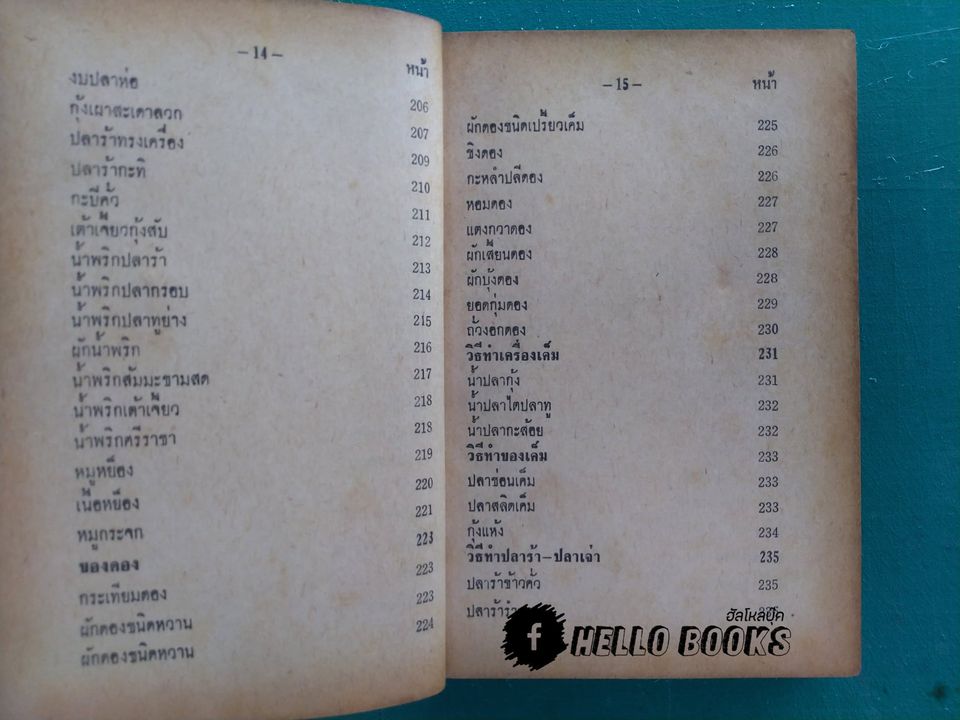 – 14 –
หน้า
งบปลาห่อ 206
กุ้งเผาสะเดาลวก 207
ปลาร้าทรงเครื่อง 209
ปลาร้ากะทิ 210
กะปิคั่ว 211
เต้าเจี้ยวกุ้งสับ 212
น้ำพริกปลาร้า 213
น้ำพริกปลากรอบ 214
น้ำพริกปลาทูย่าง 215
ผักน้ำพริก 216
น้ำพริกส้มมะขามสด 217
น้ำพริกเต้าเจี้ยว 218
น้ำพริกศรีราชา 218
หมูหย็อง 219
เนื้อหย็อง 220
หมูกระจก 221
ของดอง 223
กระเทียมดอง 223
ผักดองชนิดหวาน 223
ผักดองชนิดหวาน 224
– 15 – หน้า
ผักดองชนิดเปรี้ยวเค็ม 225
ขิงดอง 226
กะหล่ำปลีดอง 226
หอมดอง 227
แตงกวาดอง 227
ผักเสี้ยนดอง 228
ผักบุ้งดอง 228
ยอดกุ่มดอง 229
ถั่วงอกดอง 230
วิธีทำเครื่องเค็ม 231
น้ำปลากุ้ง 231
น้ำปลาไตปลาทู 232
น้ำปลากะส้อย 232
วิธีทำของเค็ม 233
ปลาช่อนเค็ม 233
ปลาสลิดเค็ม 233
กุ้งแห้ง 234
วิธีทำปลาร้า–ปลาเจ่า 235
ปลาร้าข้าวคั่ว 235
ปลาร้ารำ 236
ฮัลโหลบุ๊ค
f HELLO BOOKS